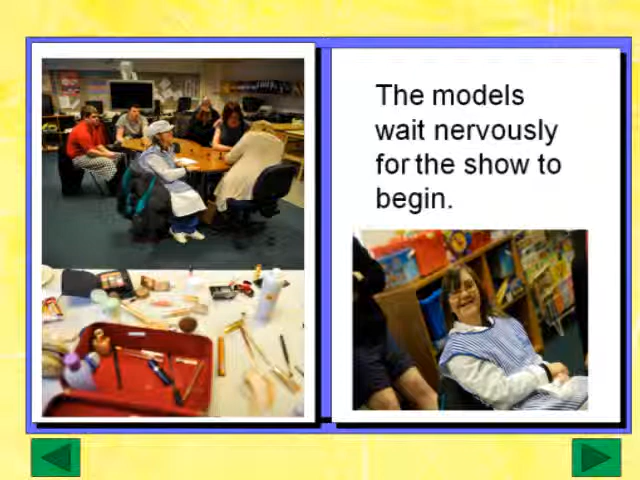 The models
wait nervously
for the show to
begin.